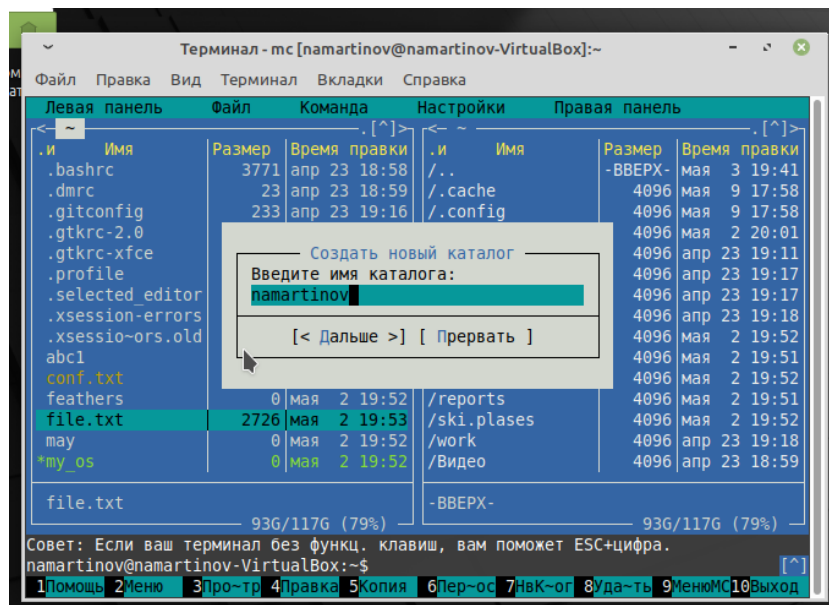 Терминал - mc [namartinov@namartinov-VirtualBox]:~
Файл Правка Вид Терминал Вкладки Справка
Левая панель Файл Команда Настройки Правая панель
<- ~ .[^]> <- ~ .[^]>
.и Имя Размер Время правки .и Имя Размер Время правки
.bashrc 3771 апр 23 18:58 /.. -ВВЕРХ- мая 3 19:41
.dmrc 23 апр 23 18:59 /.cache 4096 мая 9 17:58
.gitconfig 233 апр 23 19:16 /.config 4096 мая 9 17:58
.gtkrc-2.0 4096 мая 2 20:01
.gtkrc-xfce 4096 апр 23 19:11
.profile 4096 апр 23 19:17
.selected_editor 4096 апр 23 19:17
.xsession-errors 4096 апр 23 19:18
.xsessio~ors.old 4096 мая 2 19:52
abc1 4096 мая 2 19:51
conf.txt 4096 мая 2 19:52
feathers 0 мая 2 19:52 /reports 4096 мая 2 19:51
file.txt 2726 мая 2 19:53 /ski.plases 4096 мая 2 19:52
may 0 мая 2 19:52 /work 4096 апр 23 19:18
*my_os 0 мая 2 19:52 /Видео 4096 апр 23 18:59
Создать новый каталог
Введите имя каталога:
namartinov
[< Дальше >] [ Прервать ]
file.txt -ВВЕРХ-
93G/117G (79%) 93G/117G (79%)
Совет: Если ваш терминал без функц. клавиш, вам поможет ESC+цифра.
namartinov@namartinov-VirtualBox:~$ [^]
1Помощь 2Меню 3Про~тр 4Правка 5Копия 6Пер~ос 7НвК~ог 8Уда~ть 9МенюMC 10Выход